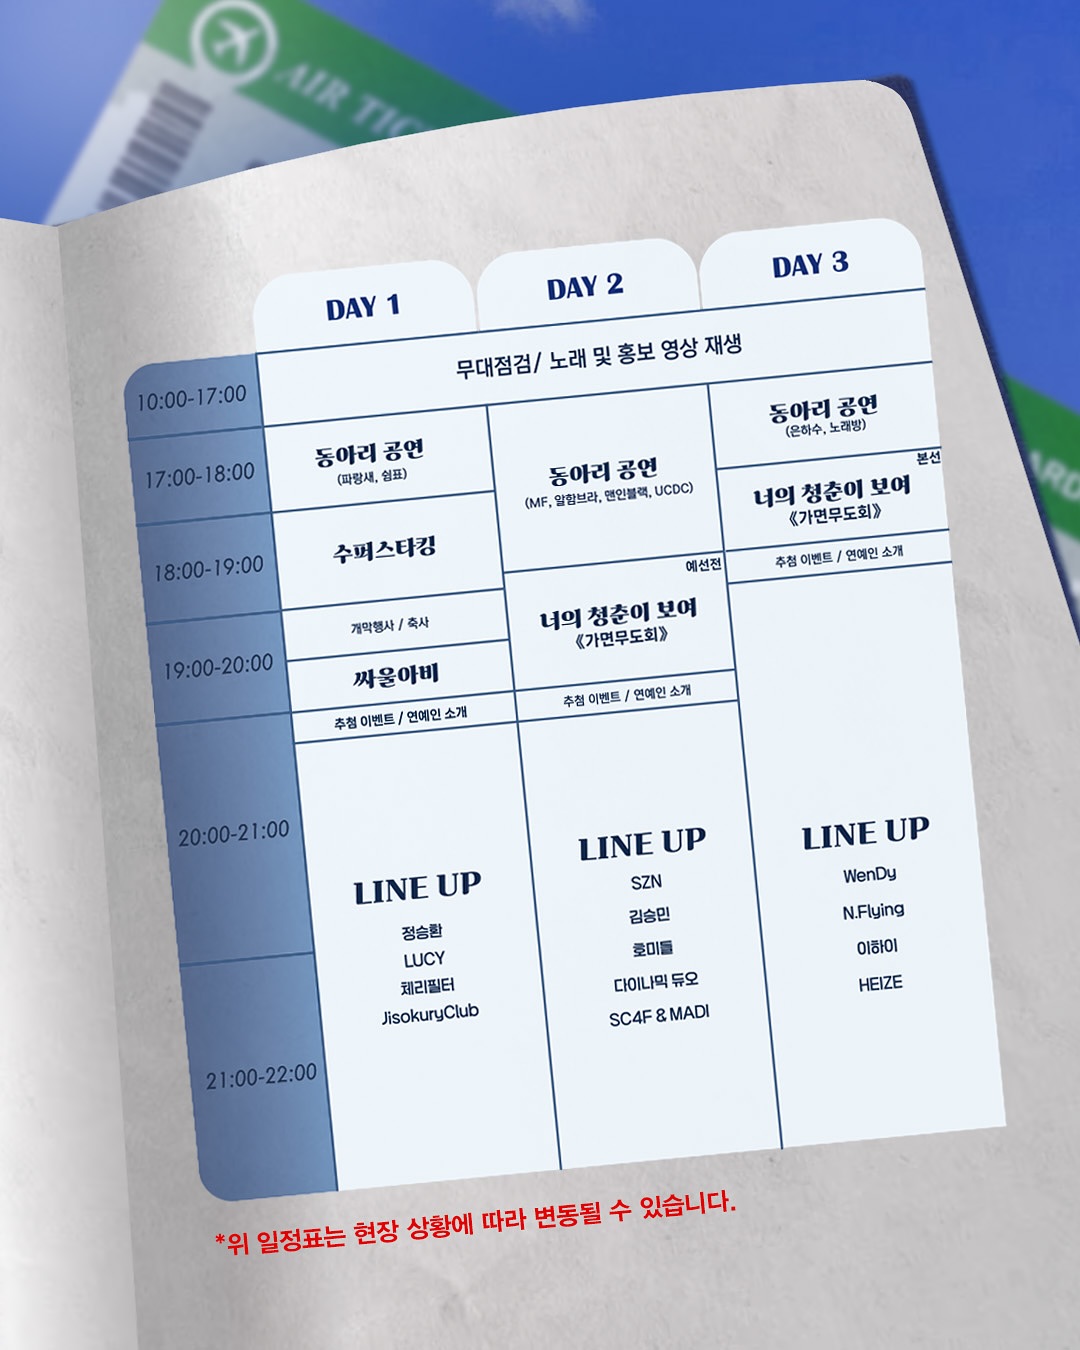 AIR TIC
DAY 1
DAY 2
DAY 3
10:00-17:00
무대점검/ 노래 및 홍보 영상 재생
17:00-18:00
18:00-19:00
19:00-20:00
20:00-21:00
21:00-22:00
동아리 공연
(파랑새, 쉼표)
수퍼스타킹
개막행사 / 축사
싸울아비
추첨 이벤트 / 연예인 소개
LINE UP
정승환
LUCY
체리필터
JisokuryClub
동아리 공연
(MF, 알함브라, 맨인블랙, UCDC)
예선전
너의 청춘이 보여
《가면무도회》
추첨 이벤트 / 연예인 소개
LINE UP
SZN
김승민
호미들
다이나믹 듀오
SC4F & MADI
동아리 공연
(은하수, 노래방)
본선
너의 청춘이 보여
《가면무도회》
추첨 이벤트 / 연예인 소개
LINE UP
WenDy
N.Flying
이하이
HEIZE
ARD
*위 일정표는 현장 상황에 따라 변동될 수 있습니다.